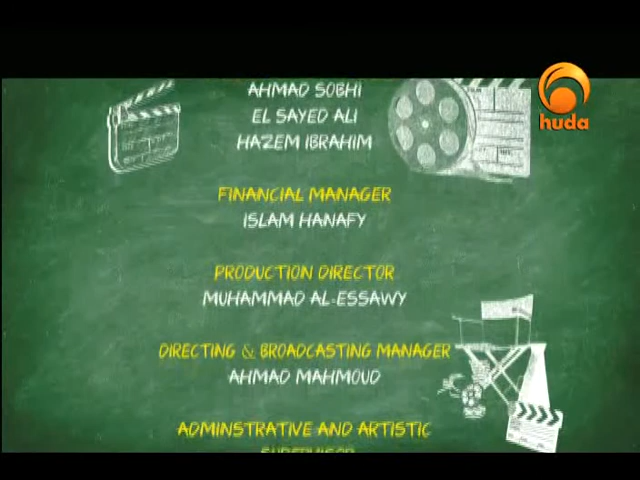 AHMAD SOBHI
EL SAYED ALI
HAZEM IBRAHIM
FINANCIAL MANAGER
ISLAM HANAFY
PRODUCTION DIRECTOR
MUHAMMAD AL-ESSAWY
DIRECTING & BROADCASTING MANAGER
AHMAD MAHMOUD
ADMINSTRATIVE AND ARTISTIC
SUPERVISOR
huda